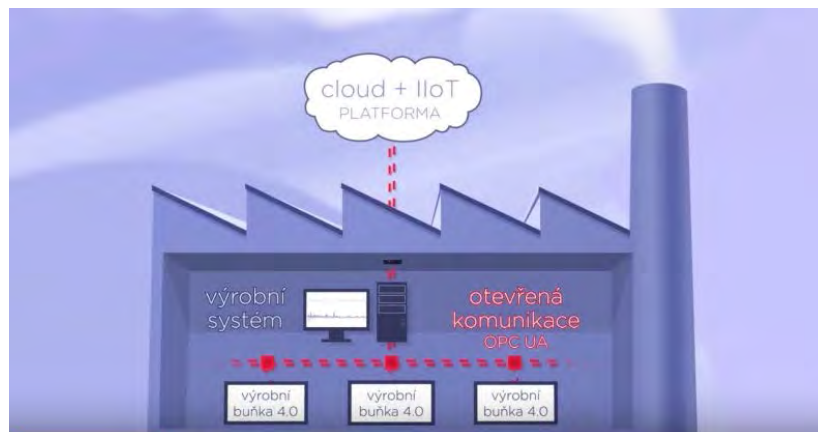 cloud + IIoT
PLATFORMA
výrobní
systém
otevřená
komunikace
OPC UA
výrobní
buňka 4.0
výrobní
buňka 4.0
výrobní
buňka 4.0